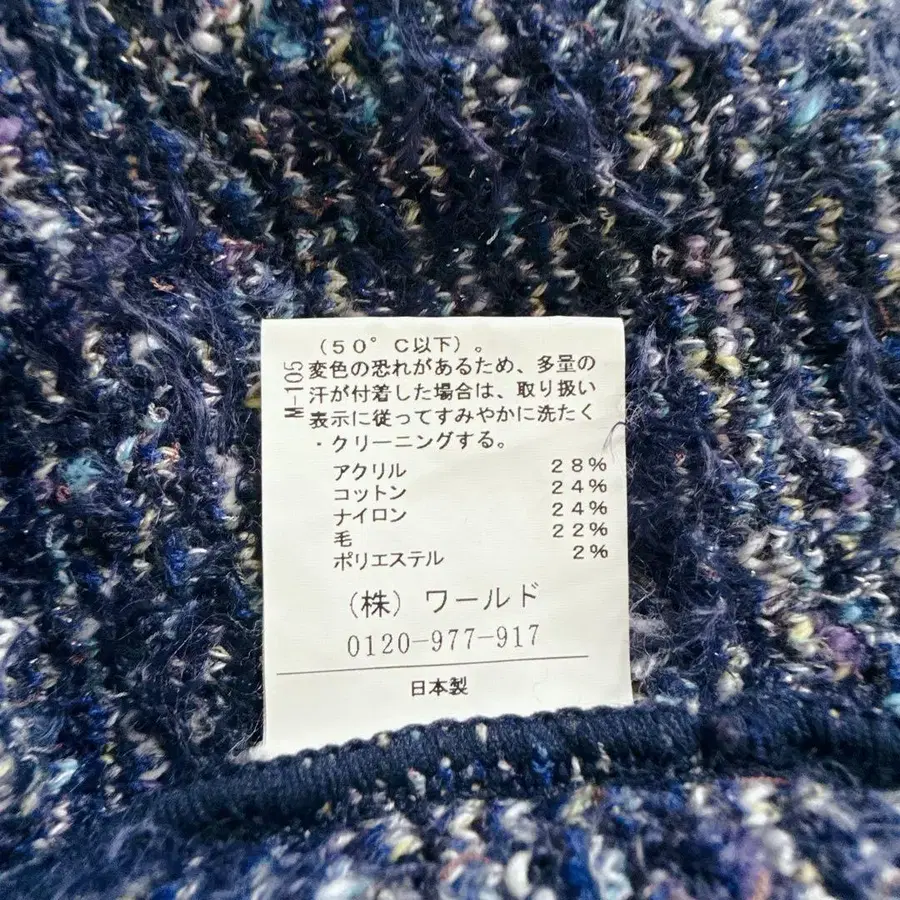 （５０°Ｃ以下）。
変色の恐れがあるため、多量の
汗が付着した場合は、取り扱い
表示に従ってすみやかに洗たく
・クリーニングする。
M-105
アクリル　28%
コットン　24%
ナイロン　24%
毛　22%
ポリエステル　2%
（株）ワールド
0120-977-917
日本製